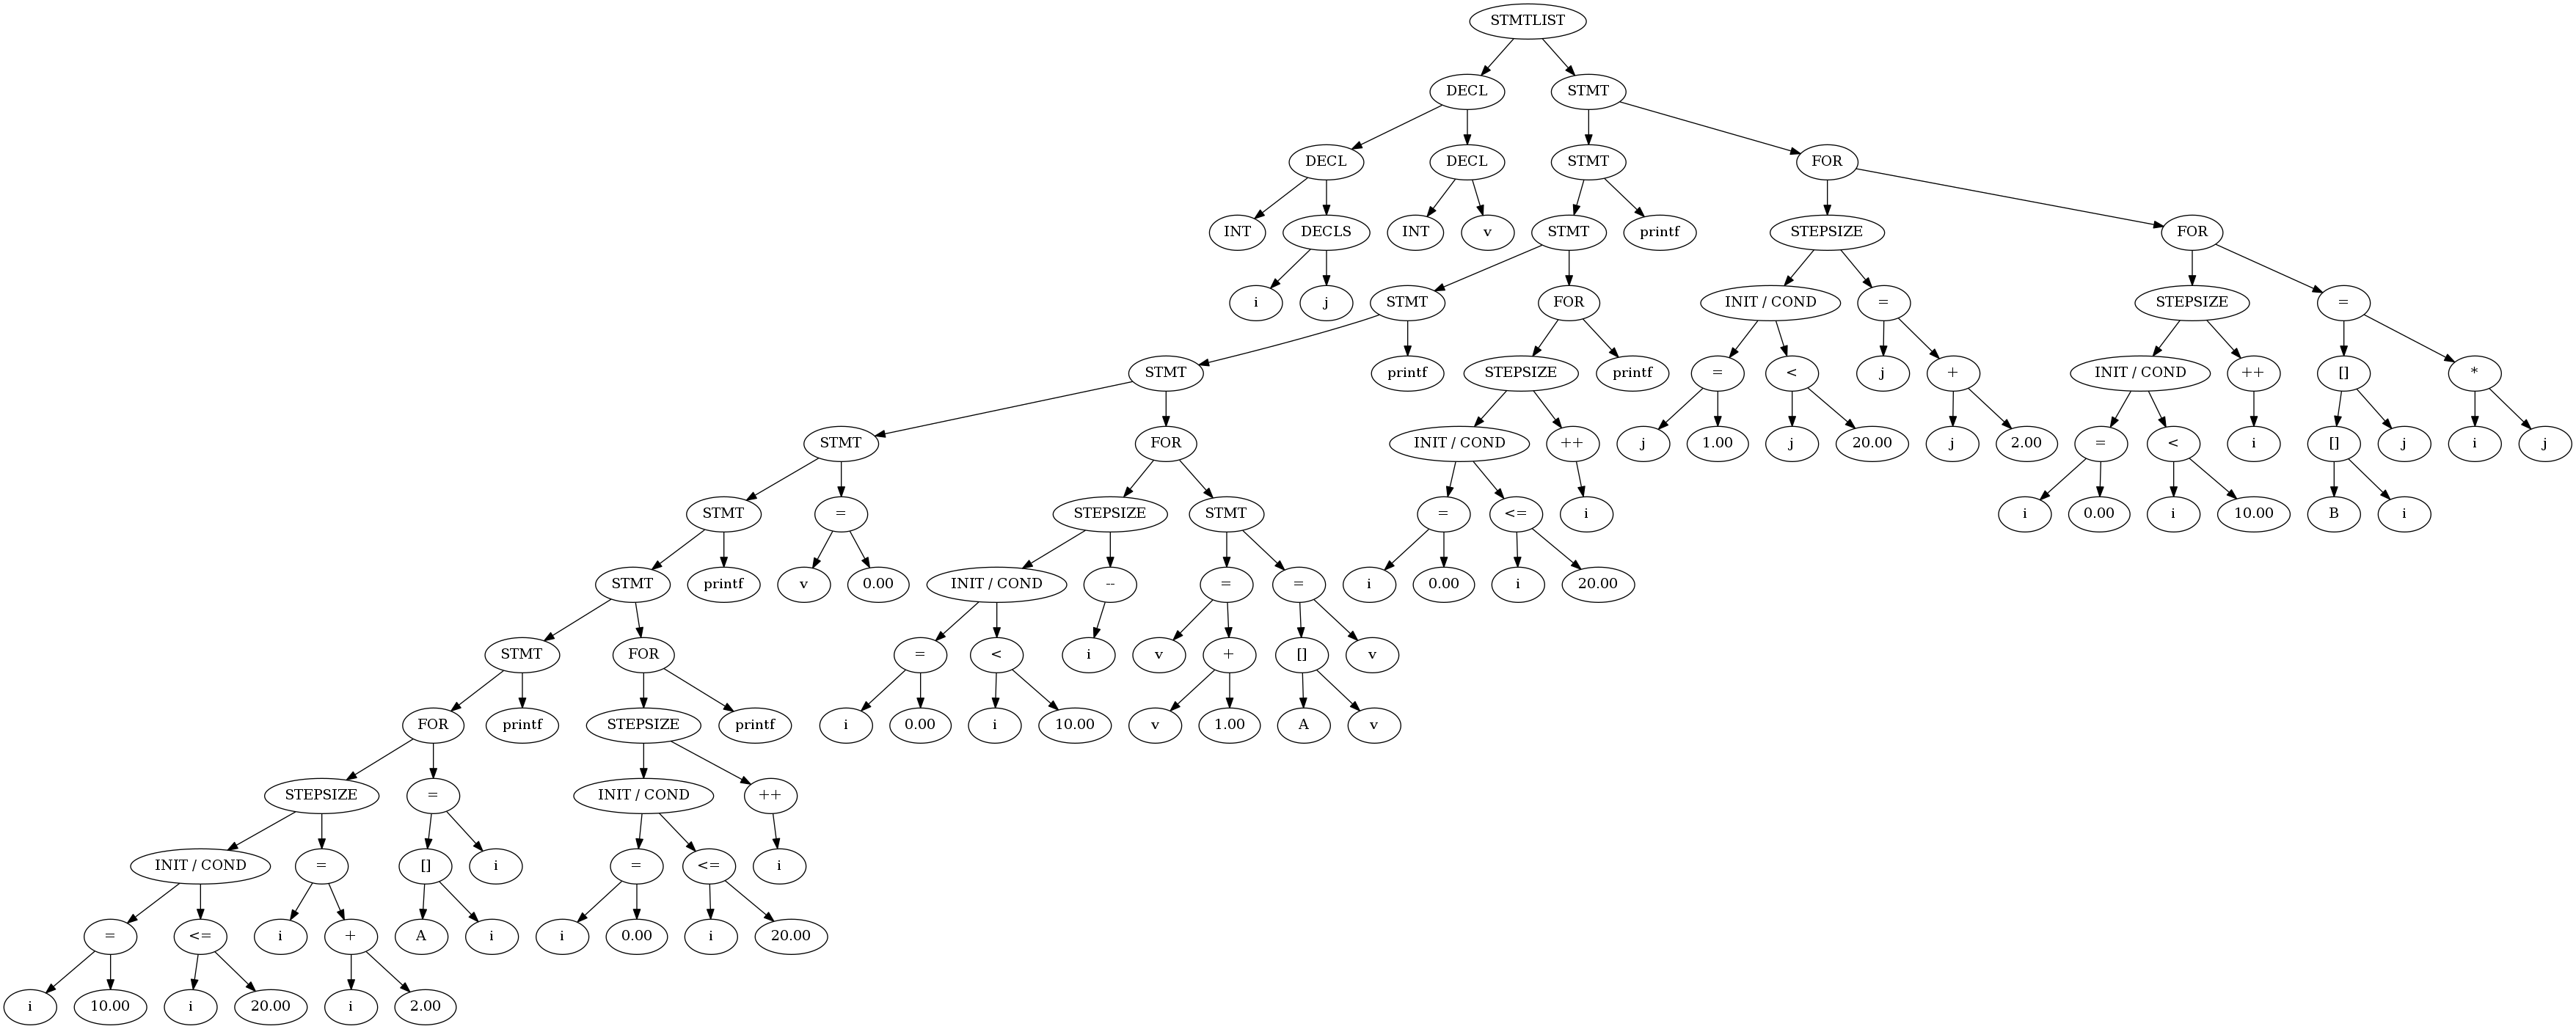 STMTLIST
DECL STMT
DECL DECL STMT FOR
INT DECLS INT v STMT printf STEPSIZE FOR
i j STMT FOR INIT / COND = STEPSIZE =
STMT printf STEPSIZE printf = < j + INIT / COND ++ [] *
STMT FOR INIT / COND ++ j 1.00 j 20.00 j 2.00 = < i [] j i j
STMT = STEPSIZE STMT = <= i i 0.00 i 10.00 B i
STMT printf v 0.00 INIT / COND -- = = i 0.00 i 20.00
STMT FOR = < i v + [] v
FOR printf STEPSIZE printf i 0.00 i 10.00 v 1.00 A v
STEPSIZE = INIT / COND ++
INIT / COND = [] i = <= i
= <= i + A i i 0.00 i 20.00
i 10.00 i 20.00 i 2.00